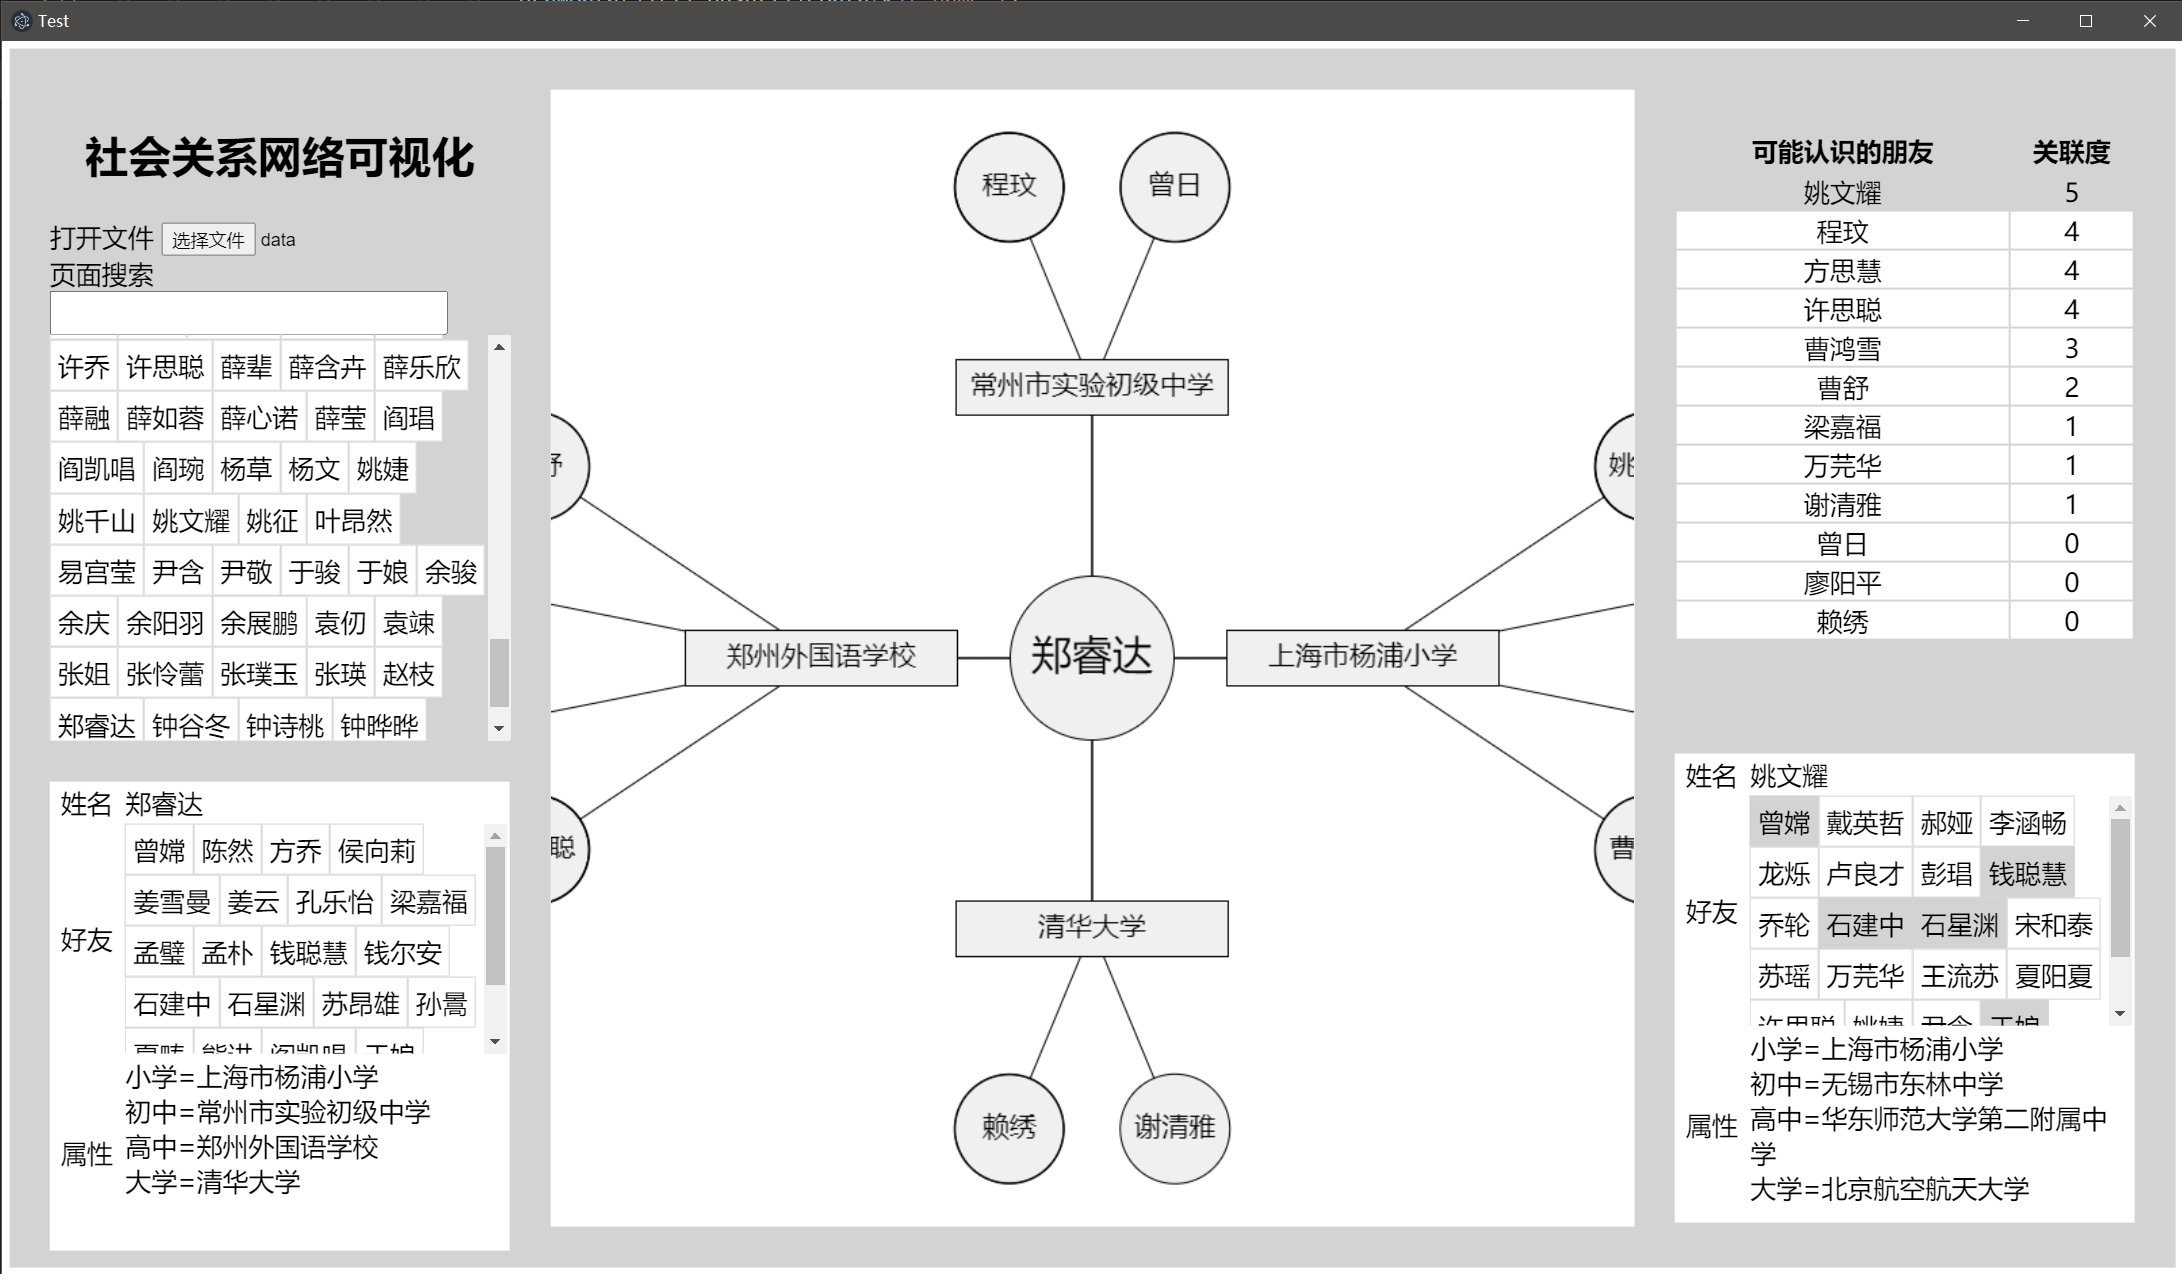 Test
社会关系网络可视化
打开文件 选择文件 data
页面搜索
许乔 许思聪 薛辈 薛含卉 薛乐欣
薛融 薛如蓉 薛心诺 薛莹 阎琩
阎凯唱 阎琬 杨草 杨文 姚婕
姚千山 姚文耀 姚征 叶昂然
易宫莹 尹含 尹敬 于骏 于娘 余骏
余庆 余阳羽 余展鹏 袁仞 袁竦
张姐 张怜蕾 张璞玉 张瑛 赵枝
郑睿达 钟谷冬 钟诗桃 钟晔晔
姓名 郑睿达
好友
曾嫦 陈然 方乔 侯向莉
姜雪曼 姜云 孔乐怡 梁嘉福
孟璧 孟朴 钱聪慧 钱尔安
石建中 石星渊 苏昂雄 孙暠
属性
小学=上海市杨浦小学
初中=常州市实验初级中学
高中=郑州外国语学校
大学=清华大学
程玟 曾日
常州市实验初级中学
姚
郑州外国语学校 郑睿达 上海市杨浦小学
聪 曹
清华大学
赖绣 谢清雅
可能认识的朋友 关联度
姚文耀 5
程玟 4
方思慧 4
许思聪 4
曹鸿雪 3
曹舒 2
梁嘉福 1
万芫华 1
谢清雅 1
曾日 0
廖阳平 0
赖绣 0
姓名 姚文耀
好友
曾嫦 戴英哲 郝娅 李涵畅
龙烁 卢良才 彭琩 钱聪慧
乔轮 石建中 石星渊 宋和泰
苏瑶 万芫华 王流苏 夏阳夏
属性
小学=上海市杨浦小学
初中=无锡市东林中学
高中=华东师范大学第二附属中
学
大学=北京航空航天大学